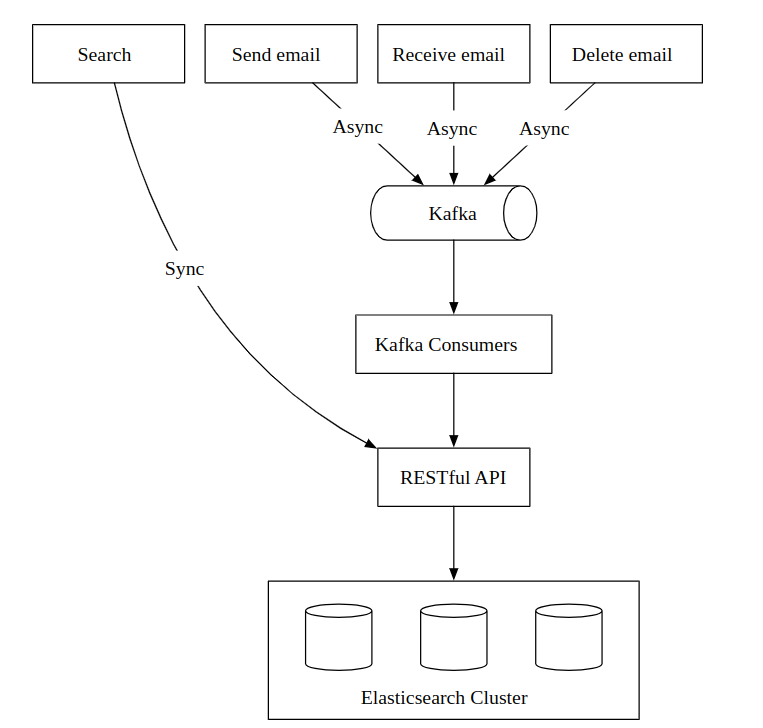 Search
Send email
Receive email
Delete email
Async
Async
Async
Kafka
Sync
Kafka Consumers
RESTful API
Elasticsearch Cluster